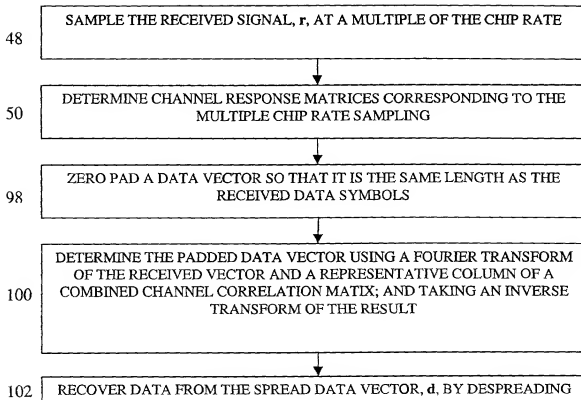 48
SAMPLE THE RECEIVED SIGNAL, r, AT A MULTIPLE OF THE CHIP RATE
50
DETERMINE CHANNEL RESPONSE MATRICES CORRESPONDING TO THE
MULTIPLE CHIP RATE SAMPLING
98
ZERO PAD A DATA VECTOR SO THAT IT IS THE SAME LENGTH AS THE
RECEIVED DATA SYMBOLS
100
DETERMINE THE PADDED DATA VECTOR USING A FOURIER TRANSFORM
OF THE RECEIVED VECTOR AND A REPRESENTATIVE COLUMN OF A
COMBINED CHANNEL CORRELATION MATIX; AND TAKING AN INVERSE
TRANSFORM OF THE RESULT
102
RECOVER DATA FROM THE SPREAD DATA VECTOR, d, BY DESPREADING